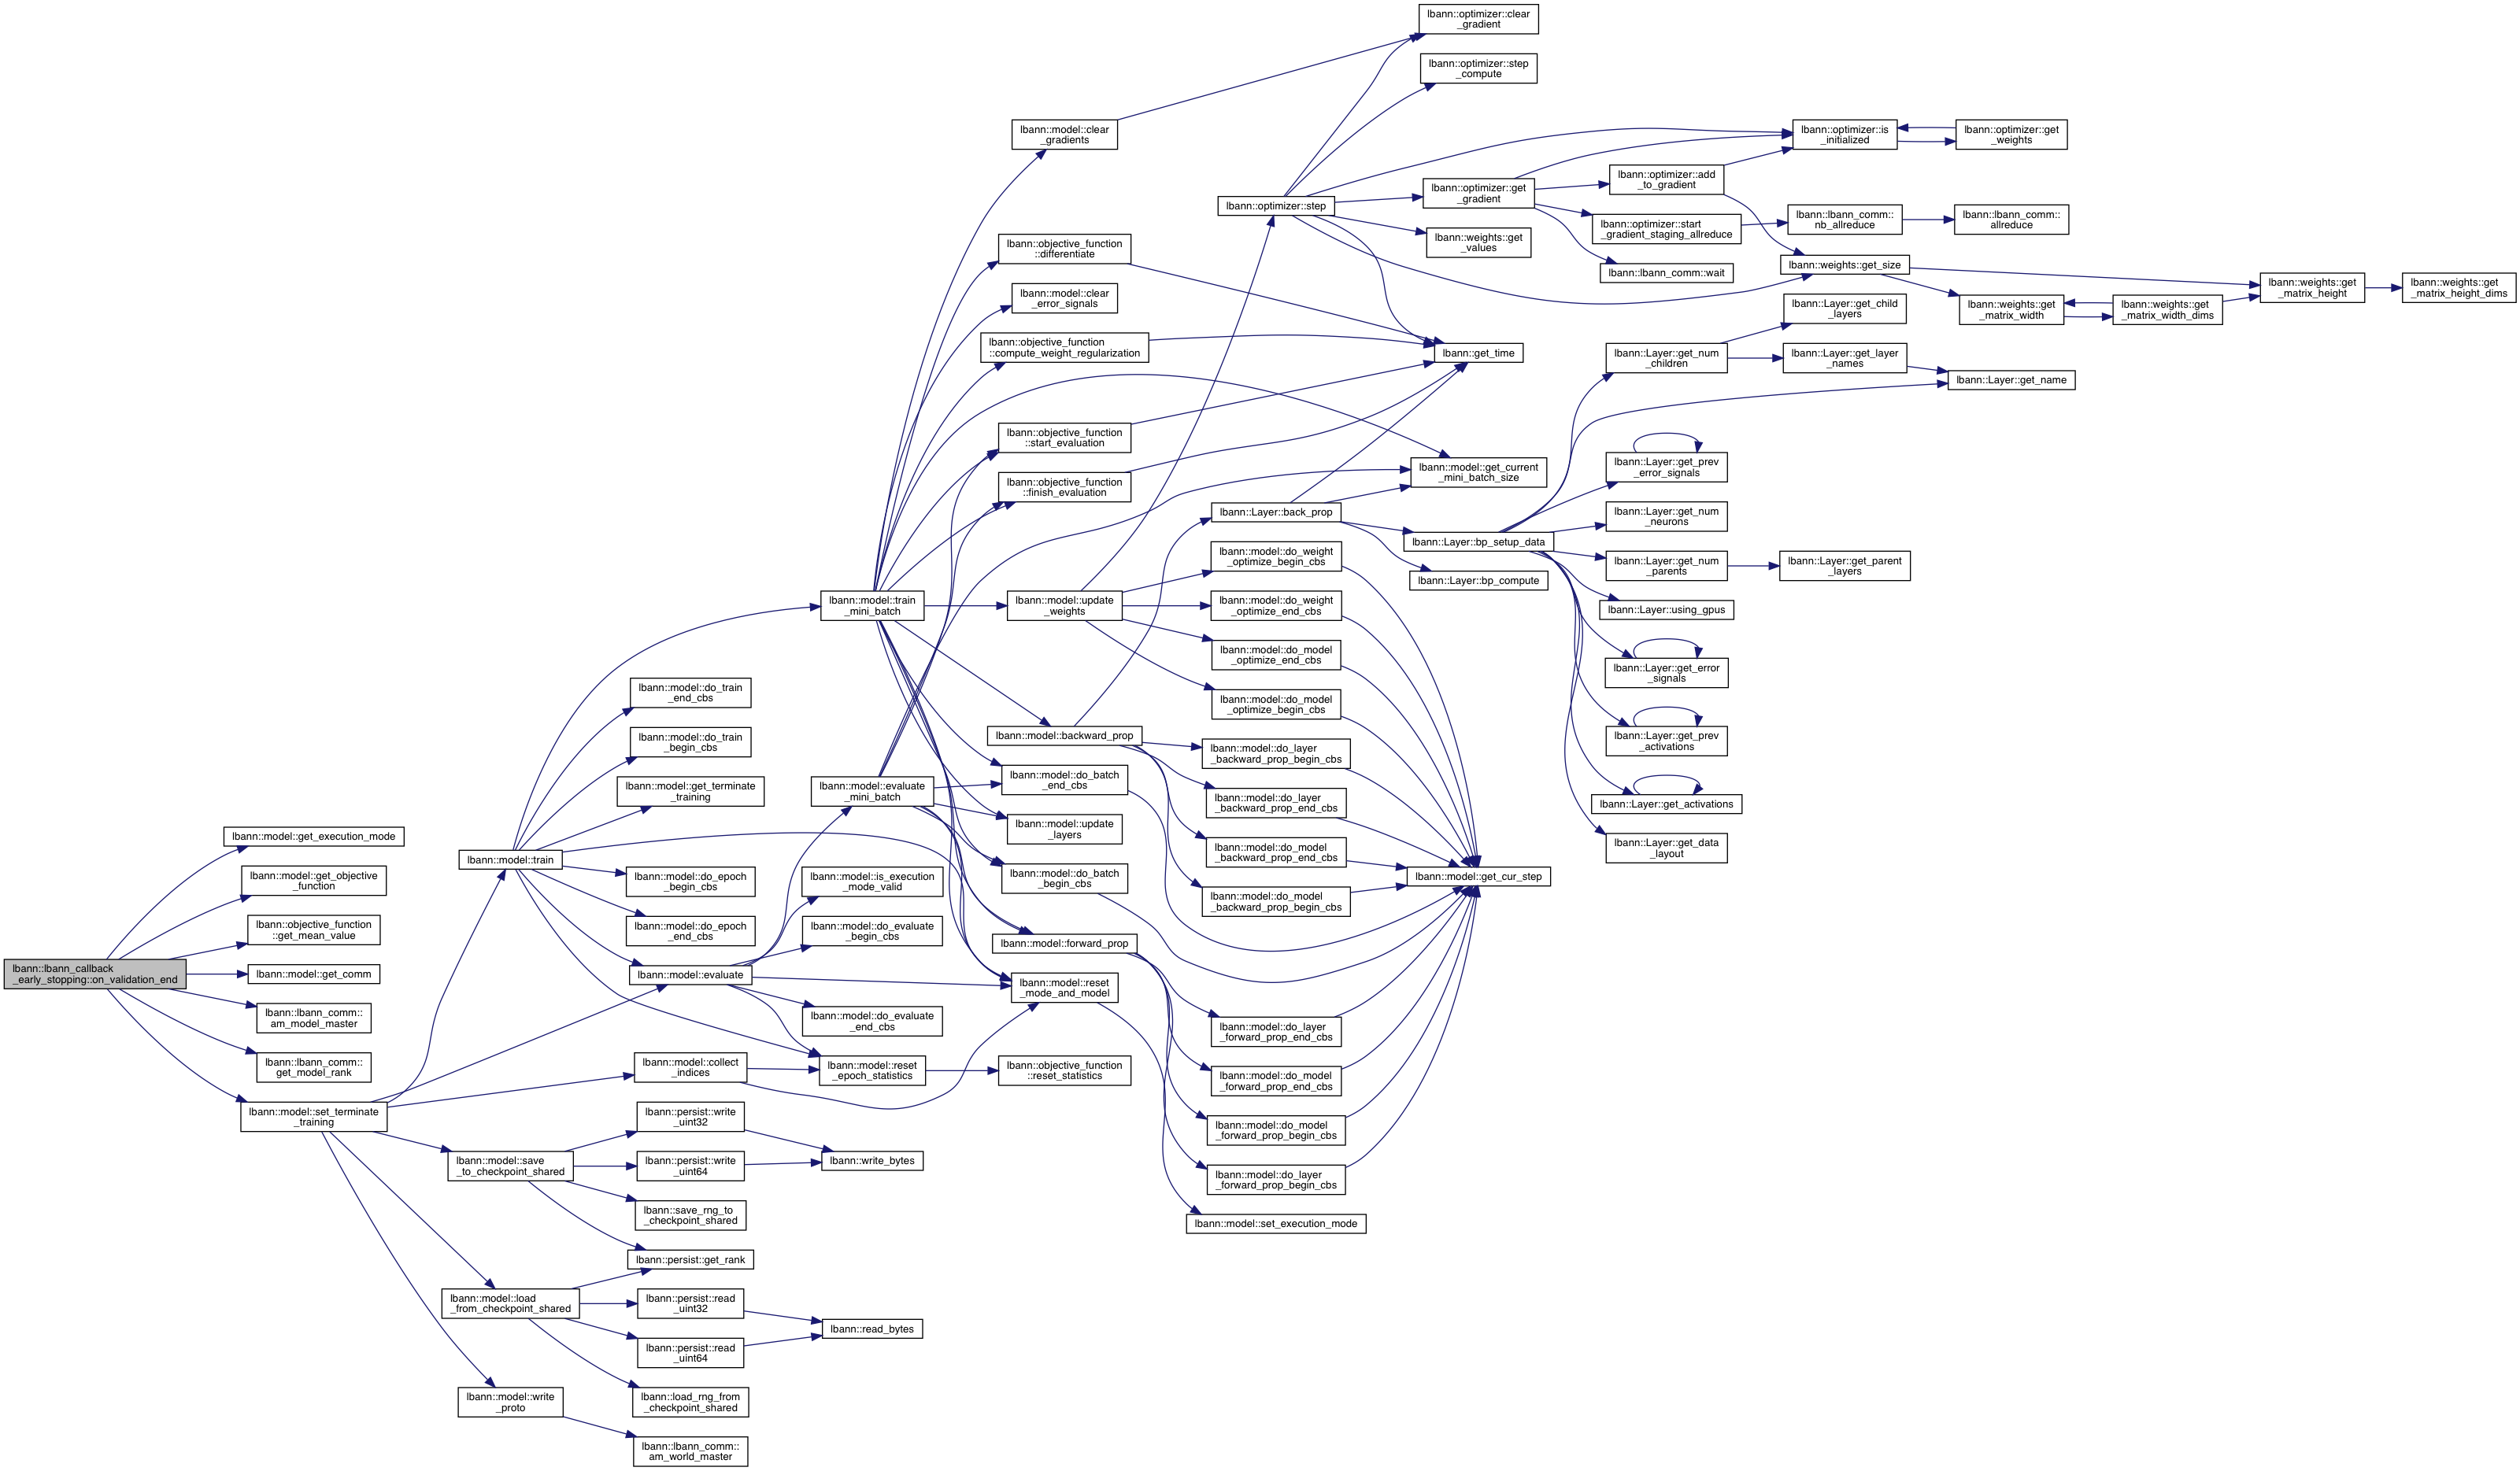 lbann::lbann_callback
_early_stopping::on_validation_end
lbann::model::get_execution_mode
lbann::model::get_objective
_function
lbann::objective_function
::get_mean_value
lbann::model::get_comm
lbann::lbann_comm::
am_model_master
lbann::lbann_comm::
get_model_rank
lbann::model::set_terminate
_training
lbann::model::train
lbann::model::save
_to_checkpoint_shared
lbann::model::load
_from_checkpoint_shared
lbann::model::write
_proto
lbann::model::do_train
_end_cbs
lbann::model::do_train
_begin_cbs
lbann::model::get_terminate
_training
lbann::model::do_epoch
_begin_cbs
lbann::model::do_epoch
_end_cbs
lbann::model::evaluate
lbann::model::collect
_indices
lbann::persist::write
_uint32
lbann::persist::write
_uint64
lbann::save_rng_to
_checkpoint_shared
lbann::persist::get_rank
lbann::persist::read
_uint32
lbann::persist::read
_uint64
lbann::load_rng_from
_checkpoint_shared
lbann::lbann_comm::
am_world_master
lbann::model::train
_mini_batch
lbann::model::evaluate
_mini_batch
lbann::model::is_execution
_mode_valid
lbann::model::do_evaluate
_begin_cbs
lbann::model::do_evaluate
_end_cbs
lbann::model::reset
_epoch_statistics
lbann::write_bytes
lbann::read_bytes
lbann::model::clear
_gradients
lbann::objective_function
::differentiate
lbann::model::clear
_error_signals
lbann::objective_function
::compute_weight_regularization
lbann::objective_function
::start_evaluation
lbann::objective_function
::finish_evaluation
lbann::model::update
_weights
lbann::model::backward_prop
lbann::model::do_batch
_end_cbs
lbann::model::update
_layers
lbann::model::do_batch
_begin_cbs
lbann::model::forward_prop
lbann::model::reset
_mode_and_model
lbann::objective_function
::reset_statistics
lbann::optimizer::step
lbann::Layer::back_prop
lbann::model::do_weight
_optimize_begin_cbs
lbann::model::do_weight
_optimize_end_cbs
lbann::model::do_model
_optimize_end_cbs
lbann::model::do_model
_optimize_begin_cbs
lbann::model::do_layer
_backward_prop_begin_cbs
lbann::model::do_layer
_backward_prop_end_cbs
lbann::model::do_model
_backward_prop_end_cbs
lbann::model::do_model
_backward_prop_begin_cbs
lbann::model::do_layer
_forward_prop_end_cbs
lbann::model::do_model
_forward_prop_end_cbs
lbann::model::do_model
_forward_prop_begin_cbs
lbann::model::do_layer
_forward_prop_begin_cbs
lbann::model::set_execution_mode
lbann::optimizer::clear
_gradient
lbann::optimizer::step
_compute
lbann::optimizer::get
_gradient
lbann::weights::get
_values
lbann::get_time
lbann::model::get_current
_mini_batch_size
lbann::Layer::bp_setup_data
lbann::Layer::bp_compute
lbann::model::get_cur_step
lbann::optimizer::add
_to_gradient
lbann::optimizer::start
_gradient_staging_allreduce
lbann::lbann_comm::wait
lbann::Layer::get_num
_children
lbann::Layer::get_prev
_error_signals
lbann::Layer::get_num
_neurons
lbann::Layer::get_num
_parents
lbann::Layer::using_gpus
lbann::Layer::get_error
_signals
lbann::Layer::get_prev
_activations
lbann::Layer::get_activations
lbann::Layer::get_data
_layout
lbann::optimizer::is
_initialized
lbann::lbann_comm::
nb_allreduce
lbann::weights::get_size
lbann::Layer::get_child
_layers
lbann::Layer::get_layer
_names
lbann::Layer::get_parent
_layers
lbann::optimizer::get
_weights
lbann::lbann_comm::
allreduce
lbann::weights::get
_matrix_width
lbann::Layer::get_name
lbann::weights::get
_matrix_width_dims
lbann::weights::get
_matrix_height
lbann::weights::get
_matrix_height_dims